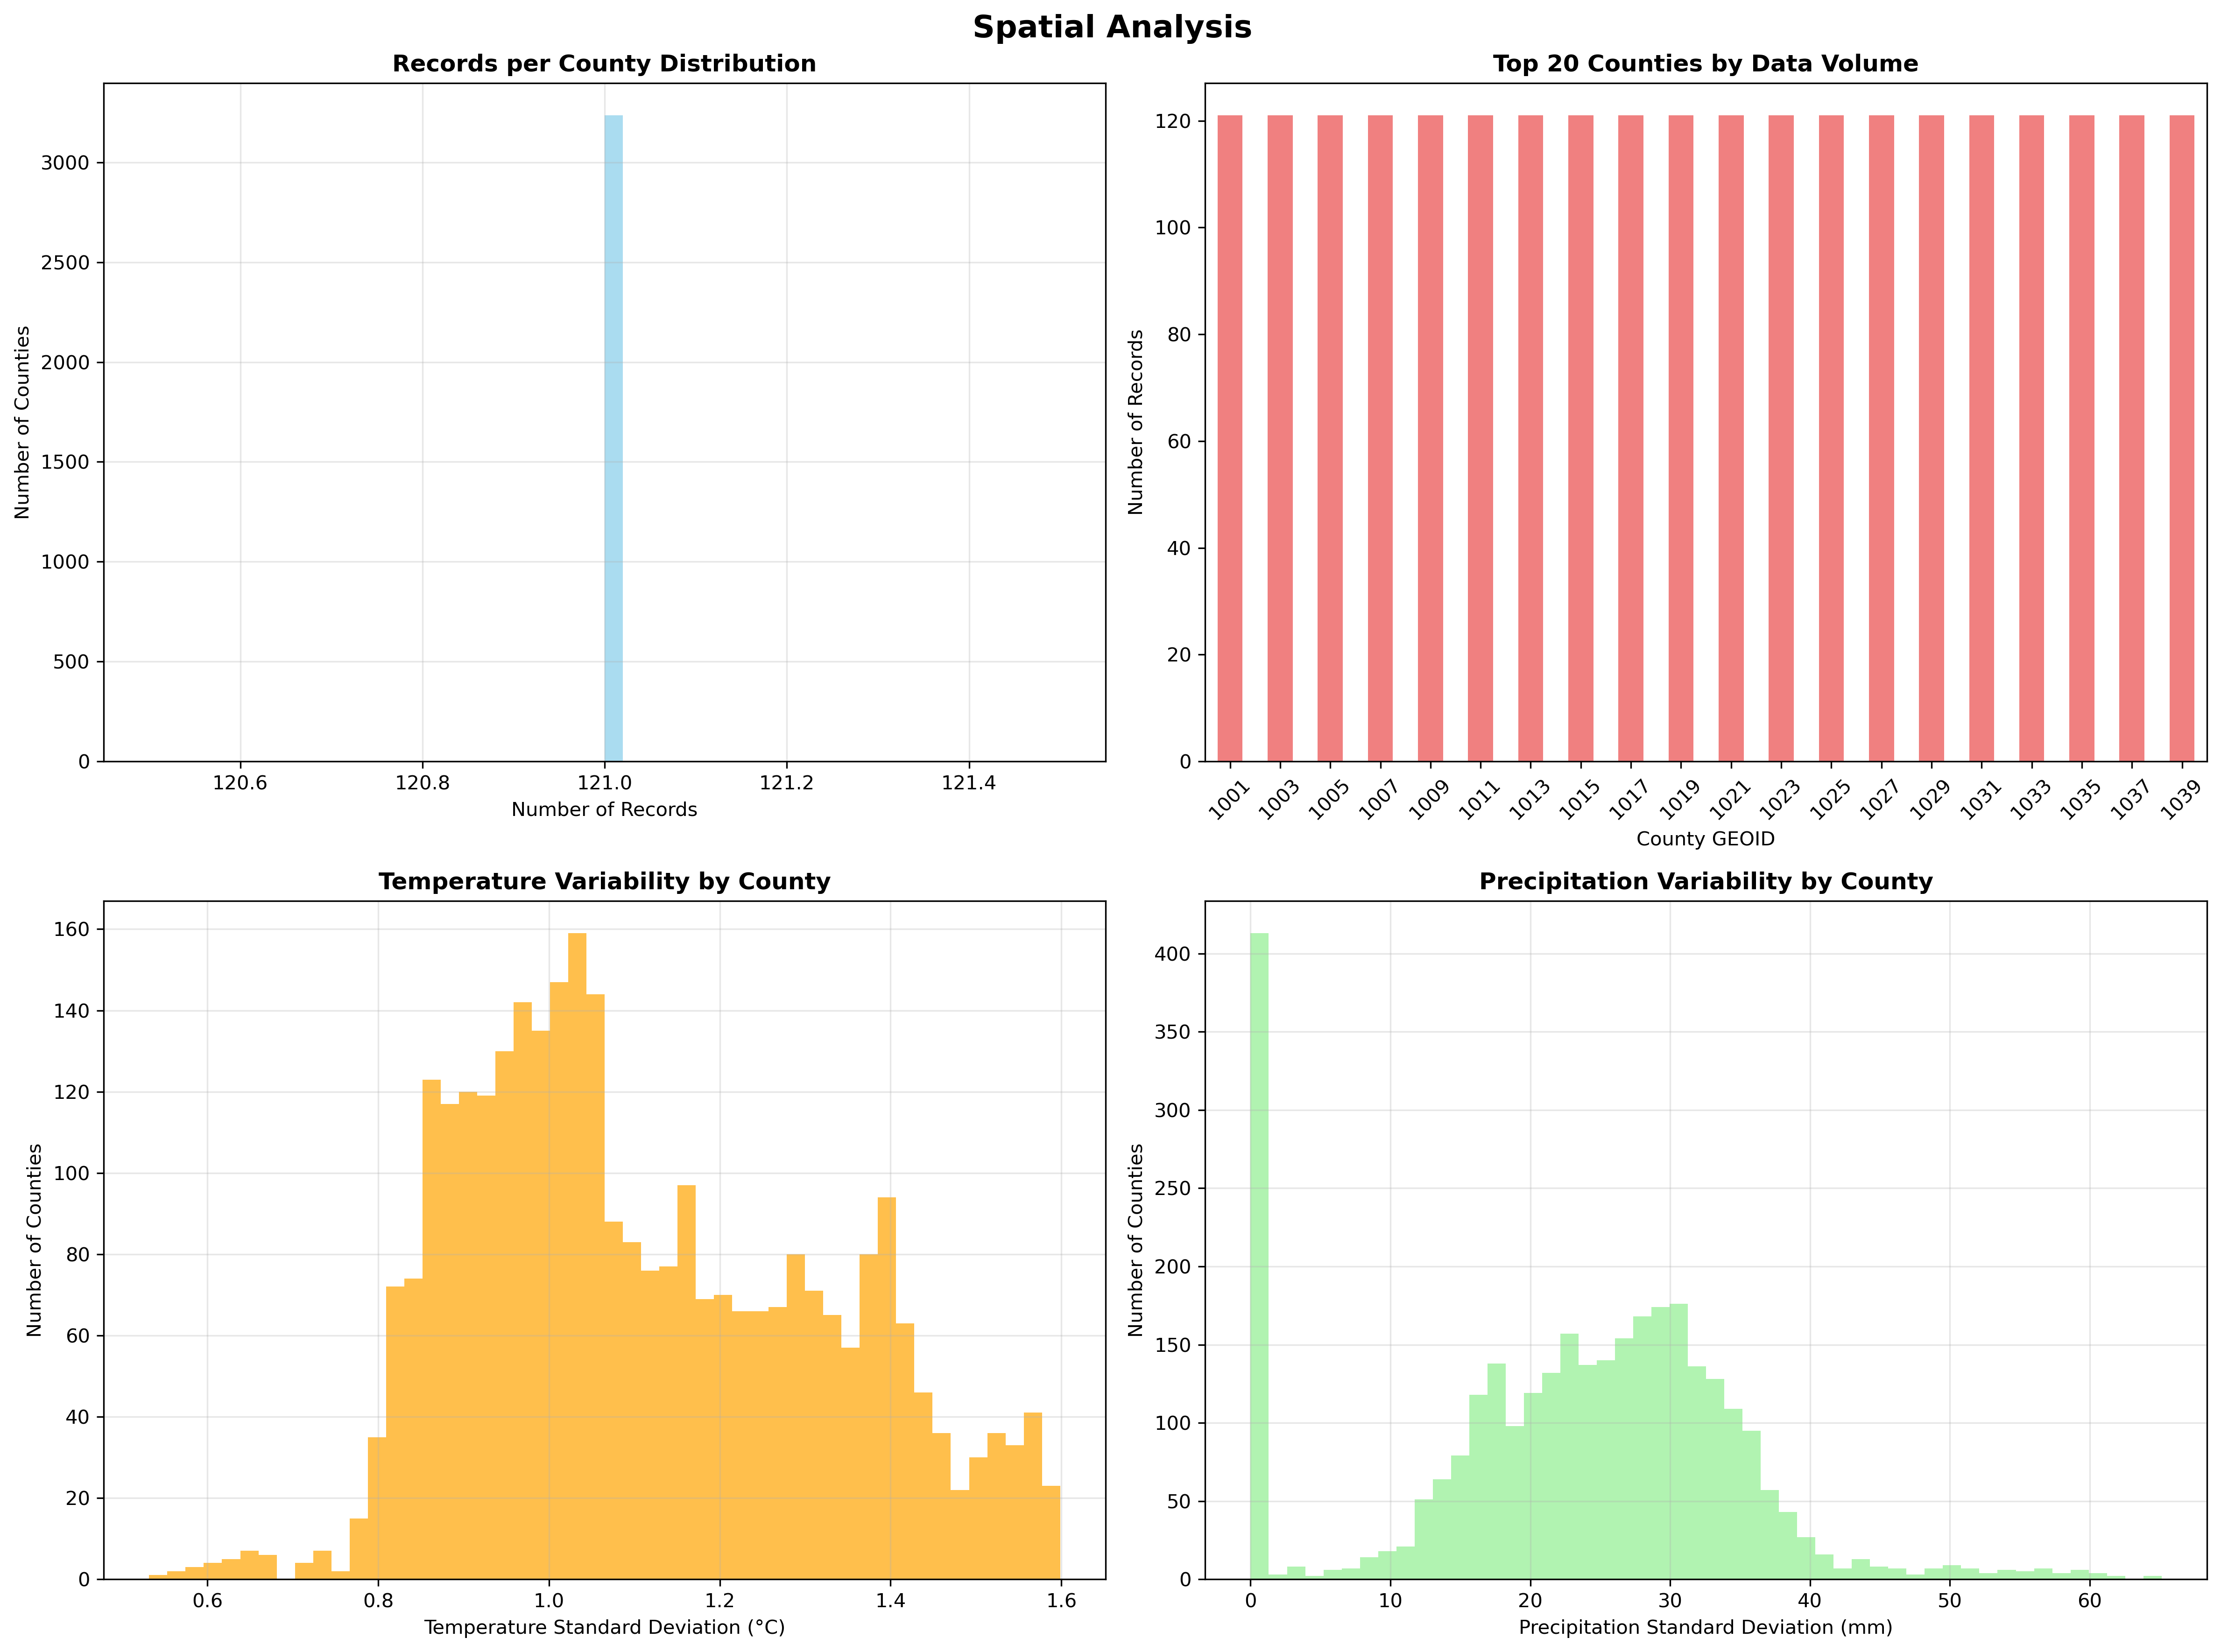 Spatial Analysis
Records per County Distribution
Number of Counties
3000
2500
2000
1500
1000
500
0
120.6 120.8 121.0 121.2 121.4
Number of Records
Top 20 Counties by Data Volume
Number of Records
120
100
80
60
40
20
0
1001 1003 1005 1007 1009 1011 1013 1015 1017 1019 1021 1023 1025 1027 1029 1031 1033 1035 1037 1039
County GEOID
Temperature Variability by County
Number of Counties
160
140
120
100
80
60
40
20
0
0.6 0.8 1.0 1.2 1.4 1.6
Temperature Standard Deviation (°C)
Precipitation Variability by County
Number of Counties
400
350
300
250
200
150
100
50
0
0 10 20 30 40 50 60
Precipitation Standard Deviation (mm)